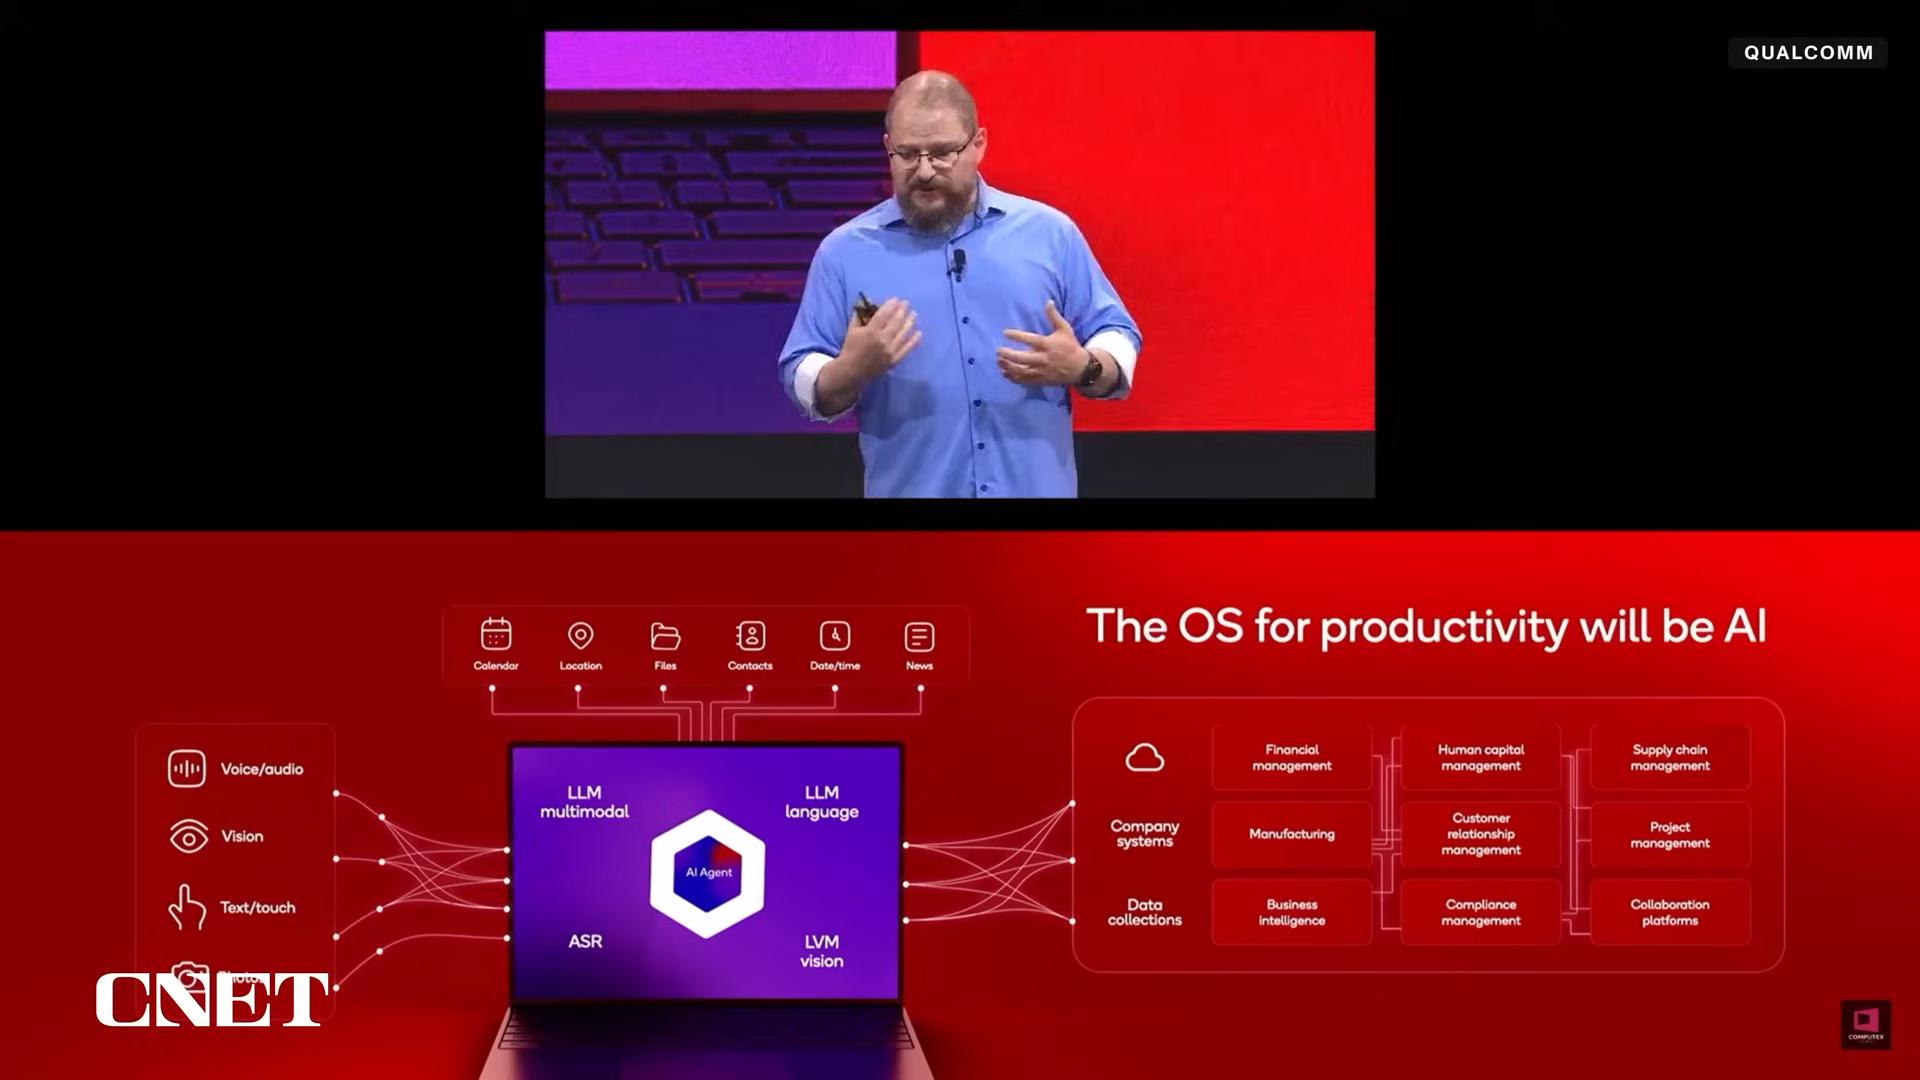 QUALCOMM
The OS for productivity will be AI
Calendar
Location
Files
Contacts
Date/time
News
Voice/audio
Vision
Text/touch
LLM
multimodal
LLM
language
AI Agent
ASR
LVM
vision
Company
systems
Data
collections
Financial
management
Human capital
management
Supply chain
management
Manufacturing
Customer
relationship
management
Project
management
Business
intelligence
Compliance
management
Collaboration
platforms
CNET
COMPUTEX